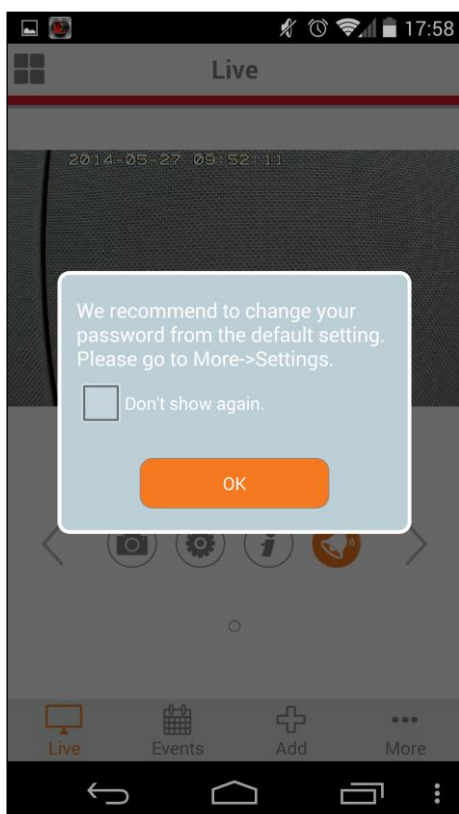 17:58
Live
2014-05-27 09:52:11
We recommend to change your
password from the default setting.
Please go to More->Settings.
Don't show again.
OK
Live
Events
Add
More